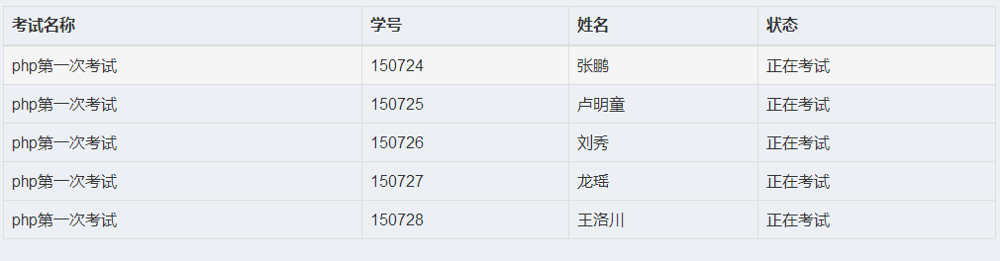 考试名称 学号 姓名 状态
php第一次考试 150724 张鹏 正在考试
php第一次考试 150725 卢明童 正在考试
php第一次考试 150726 刘秀 正在考试
php第一次考试 150727 龙瑶 正在考试
php第一次考试 150728 王洛川 正在考试